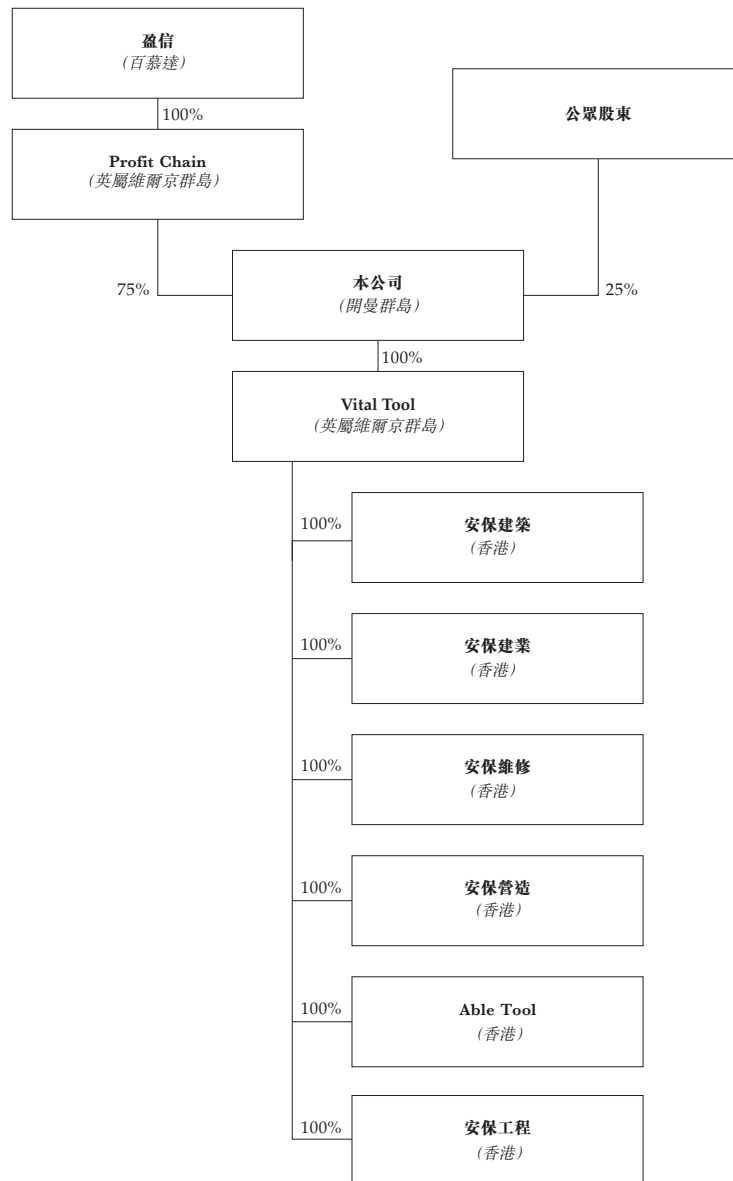 盈信
(百慕達)
100%
公眾股東
Profit Chain
(英屬維爾京群島)
75%
本公司
(開曼群島)
25%
100%
Vital Tool
(英屬維爾京群島)
100%
安保建築
(香港)
100%
安保建業
(香港)
100%
安保維修
(香港)
100%
安保營造
(香港)
100%
Able Tool
(香港)
100%
安保工程
(香港)